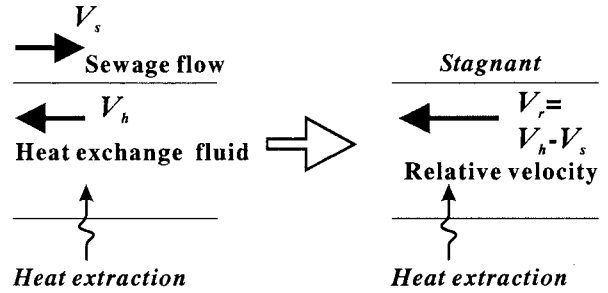 V_s
Sewage flow
V_h
Heat exchange fluid
Heat extraction
Stagnant
V_r=
V_h-V_s
Relative velocity
Heat extraction